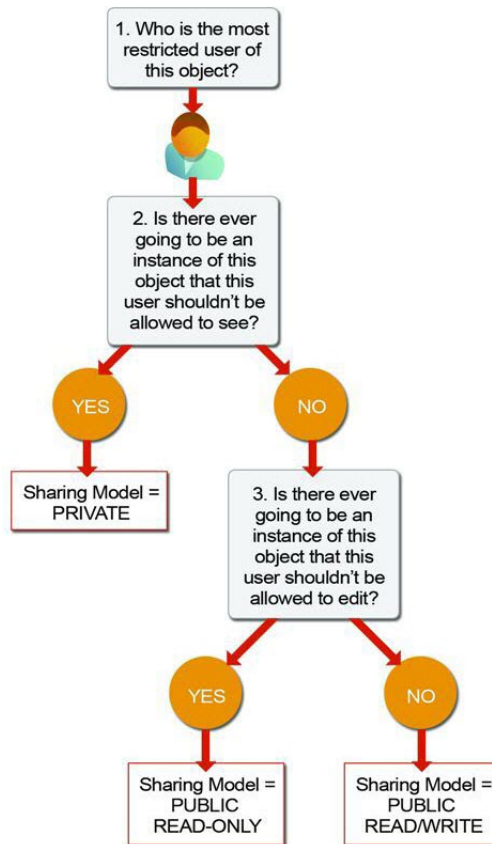 1. Who is the most
restricted user of
this object?
2. Is there ever
going to be an
instance of this
object that this
user shouldn't be
allowed to see?
YES
NO
Sharing Model =
PRIVATE
3. Is there ever
going to be an
instance of this
object that this
user shouldn't be
allowed to edit?
YES
NO
Sharing Model =
PUBLIC
READ-ONLY
Sharing Model =
PUBLIC
READ/WRITE